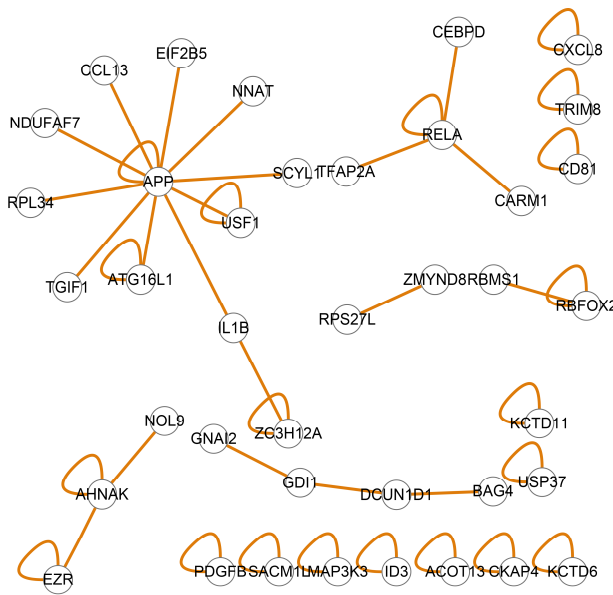 CEBPD
CXCL8
EIF2B5
CCL13
NNAT
TRIM8
NDUFAF7
RELA
SCYL1
TFAP2A
CD81
APP
RPL34
CARM1
USF1
TGIF1
ATG16L1
ZMYND8
RBMS1
RBFOX2
RPS27L
IL1B
NOL9
GNAI2
ZC3H12A
KCTD11
AHNAK
GDI1
DCUN1D1
BAG4
USP37
EZR
PDGFB
SACM1L
MAP3K3
ID3
ACOT13
CKAP4
KCTD6